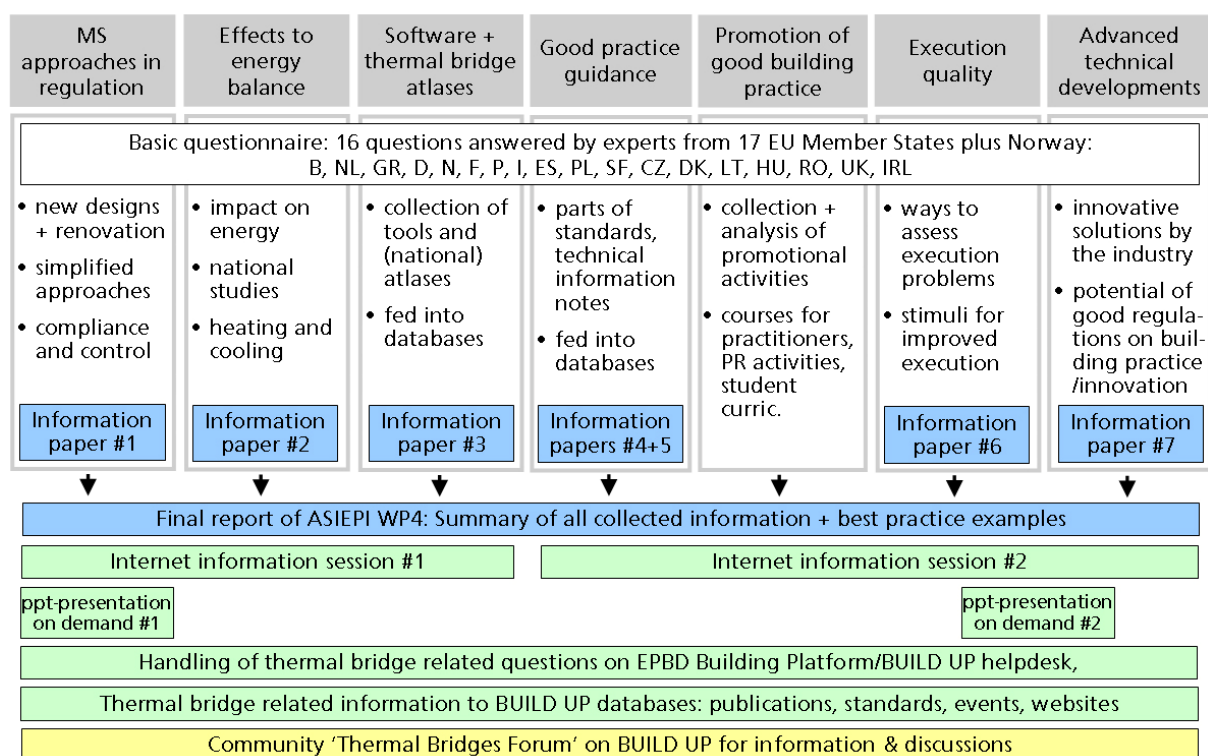 MS
approaches in
regulation
Effects to
energy
balance
Software +
thermal bridge
atlases
Good practice
guidance
Promotion of
good building
practice
Execution
quality
Advanced
technical
developments
Basic questionnaire: 16 questions answered by experts from 17 EU Member States plus Norway:
B, NL, GR, D, N, F, P, I, ES, PL, SF, CZ, DK, LT, HU, RO, UK, IRL
• new designs
+ renovation
• simplified
approaches
• compliance
and control
Information
paper #1
• impact on
energy
• national
studies
• heating and
cooling
Information
paper #2
• collection of
tools and
(national)
atlases
• fed into
databases
Information
paper #3
• parts of
standards,
technical
information
notes
• fed into
databases
Information
papers #4+5
• collection +
analysis of
promotional
activities
• courses for
practitioners,
PR activities,
student
curric.
• ways to
assess
execution
problems
• stimuli for
improved
execution
Information
paper #6
• innovative
solutions by
the industry
• potential of
good regula-
tions on buil-
ding practice
/innovation
Information
paper #7
Final report of ASIEPI WP4: Summary of all collected information + best practice examples
Internet information session #1
Internet information session #2
ppt-presentation
on demand #1
ppt-presentation
on demand #2
Handling of thermal bridge related questions on EPBD Building Platform/BUILD UP helpdesk,
Thermal bridge related information to BUILD UP databases: publications, standards, events, websites
Community 'Thermal Bridges Forum' on BUILD UP for information & discussions